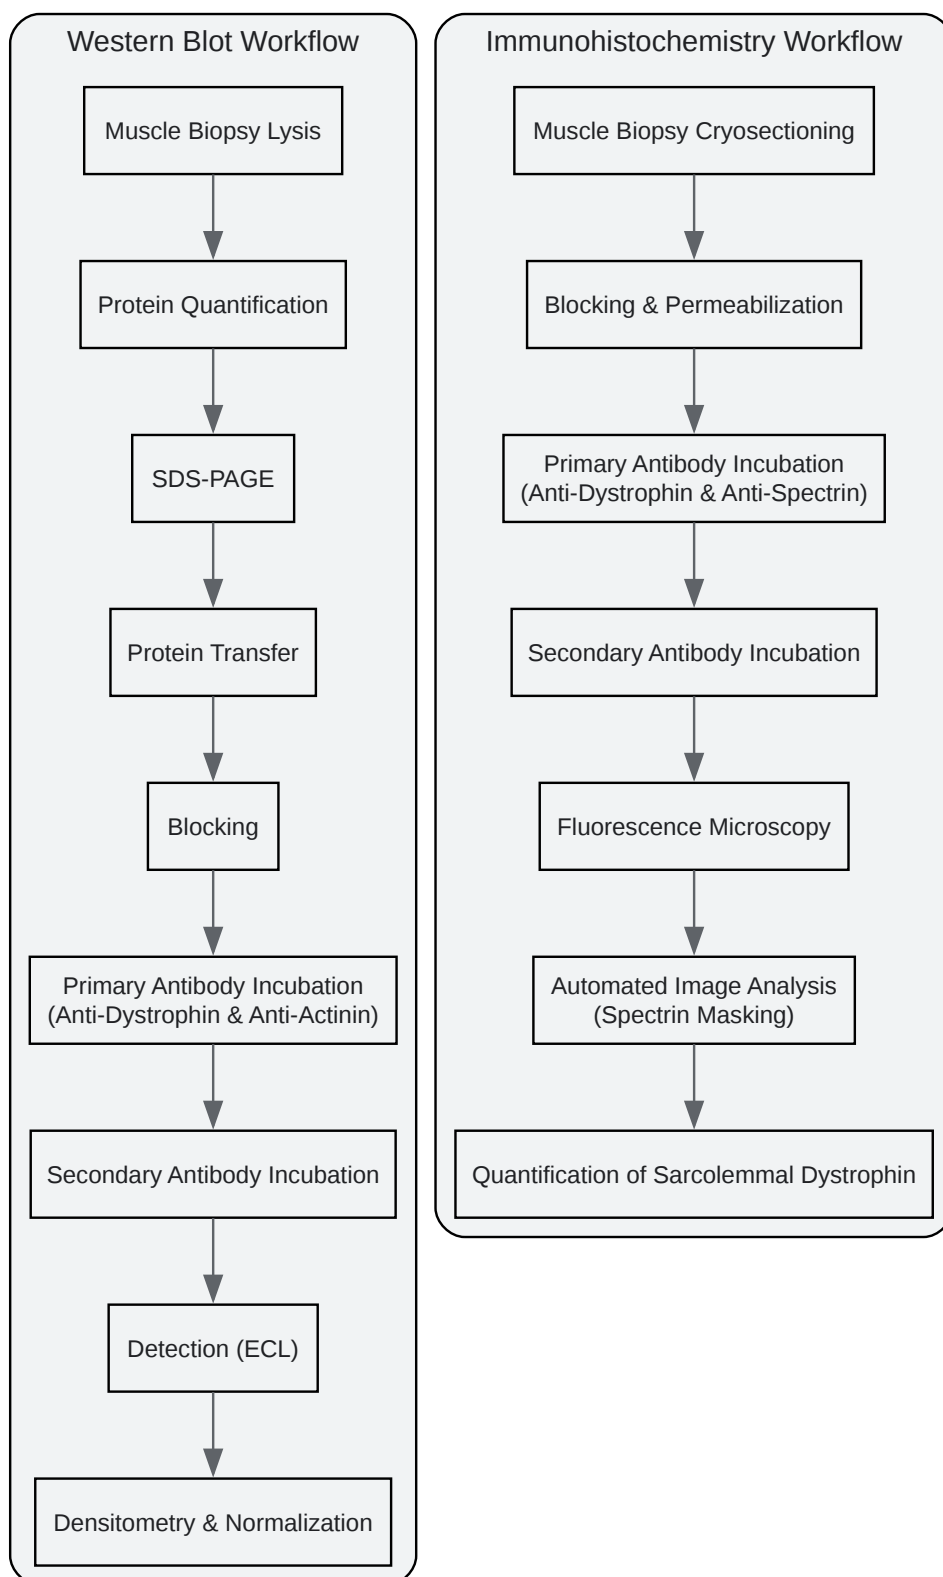 Western Blot Workflow
Muscle Biopsy Lysis
Protein Quantification
SDS-PAGE
Protein Transfer
Blocking
Primary Antibody Incubation
(Anti-Dystrophin & Anti-Actinin)
Secondary Antibody Incubation
Detection (ECL)
Densitometry & Normalization
Immunohistochemistry Workflow
Muscle Biopsy Cryosectioning
Blocking & Permeabilization
Primary Antibody Incubation
(Anti-Dystrophin & Anti-Spectrin)
Secondary Antibody Incubation
Fluorescence Microscopy
Automated Image Analysis
(Spectrin Masking)
Quantification of Sarcolemmal Dystrophin